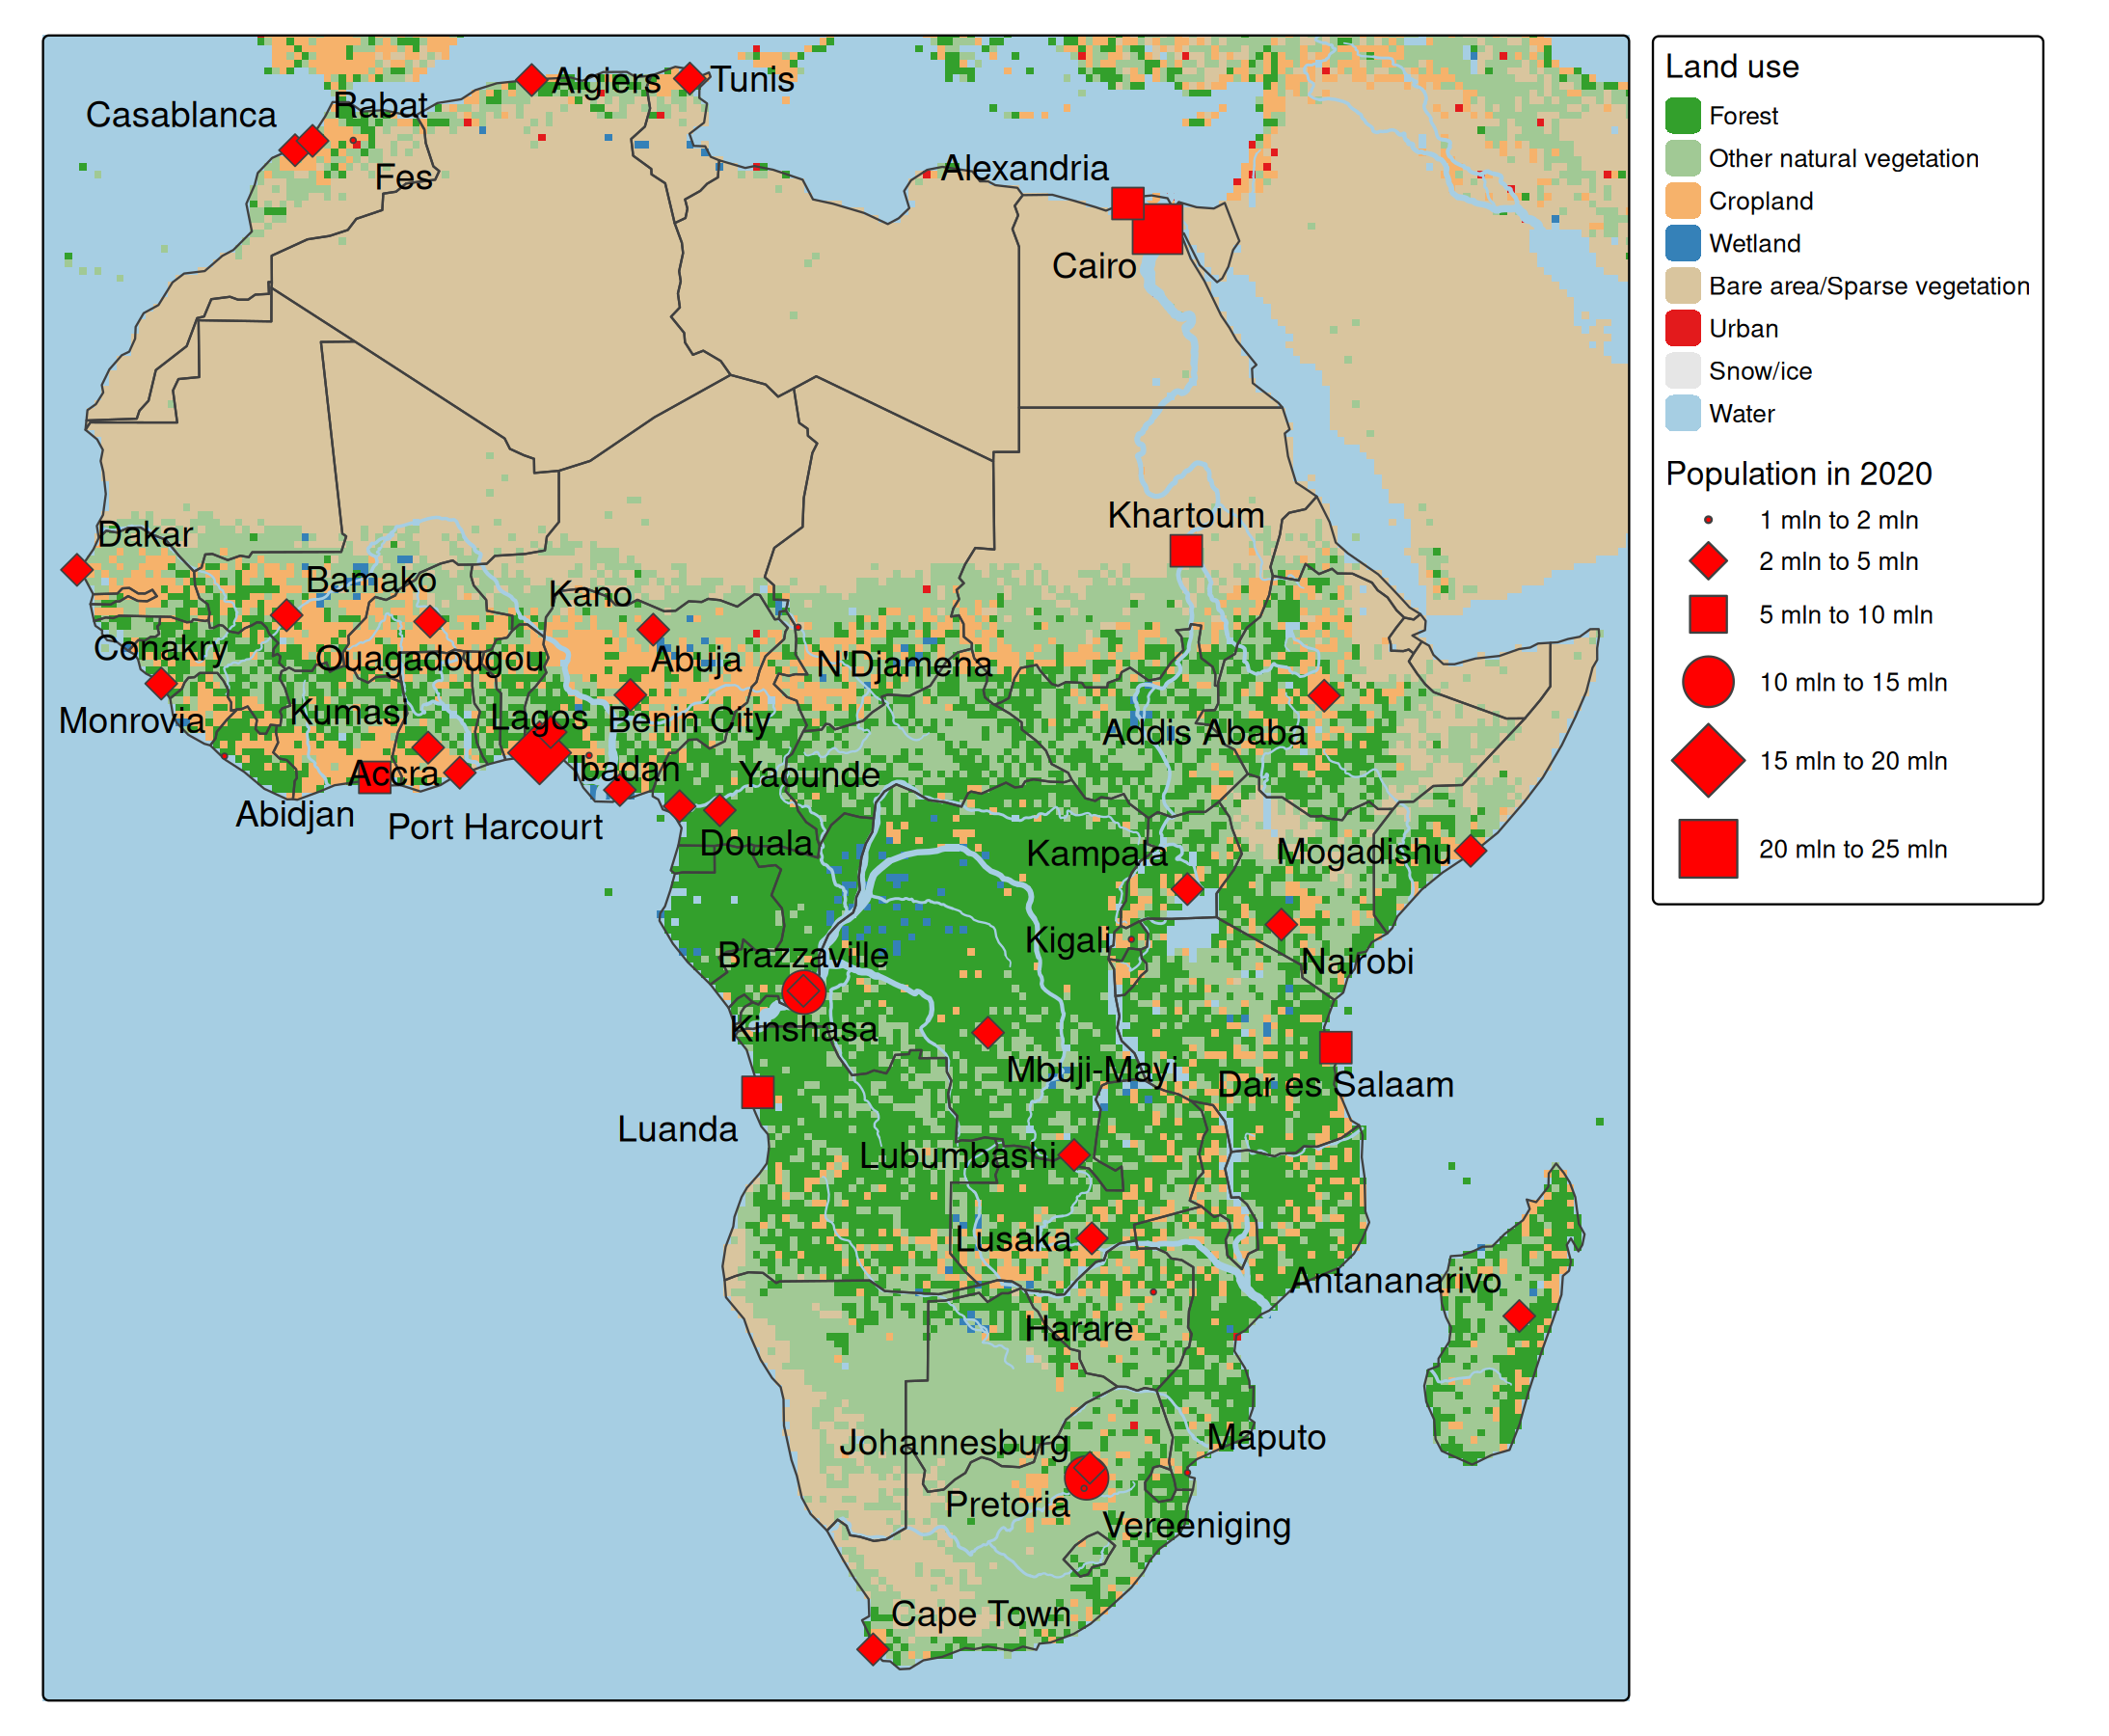 Algiers
Tunis
Rabat
Casablanca
Fes
Alexandria
Cairo
Khartoum
Dakar
Bamako
Kano
Conakry
Ouagadougou
Abuja
N'Djamena
Monrovia
Kumasi
Lagos
Benin City
Addis Ababa
Accra
Ibadan
Yaounde
Abidjan
Port Harcourt
Douala
Kampala
Mogadishu
Kigali
Brazzaville
Nairobi
Kinshasa
Mbuji-Mayi
Dar es Salaam
Luanda
Lubumbashi
Lusaka
Antananarivo
Harare
Johannesburg
Maputo
Pretoria
Vereeniging
Cape Town
Land use
Forest
Other natural vegetation
Cropland
Wetland
Bare area/Sparse vegetation
Urban
Snow/ice
Water
Population in 2020
1 mln to 2 mln
2 mln to 5 mln
5 mln to 10 mln
10 mln to 15 mln
15 mln to 20 mln
20 mln to 25 mln